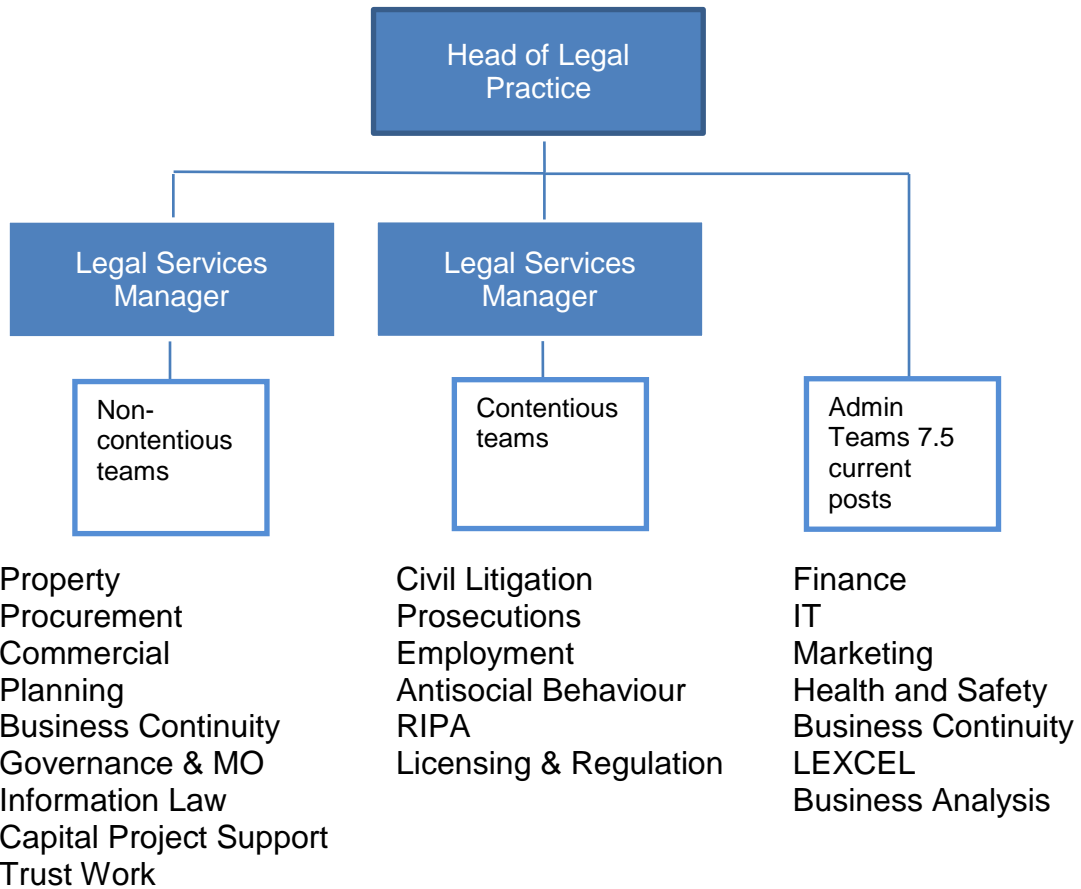 Head of Legal
Practice
Legal Services
Manager
Legal Services
Manager
Non-
contentious
teams
Contentious
teams
Admin
Teams 7.5
current
posts
Property
Procurement
Commercial
Planning
Business Continuity
Governance & MO
Information Law
Capital Project Support
Trust Work
Civil Litigation
Prosecutions
Employment
Antisocial Behaviour
RIPA
Licensing & Regulation
Finance
IT
Marketing
Health and Safety
Business Continuity
LEXCEL
Business Analysis